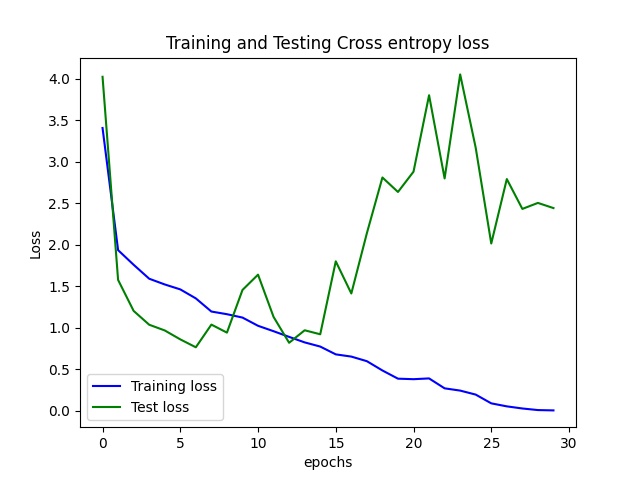 Training and Testing Cross entropy loss
4.0
3.5
3.0
2.5
2.0
1.5
1.0
0.5
0.0
Loss
Training loss
Test loss
0 5 10 15 20 25 30
epochs